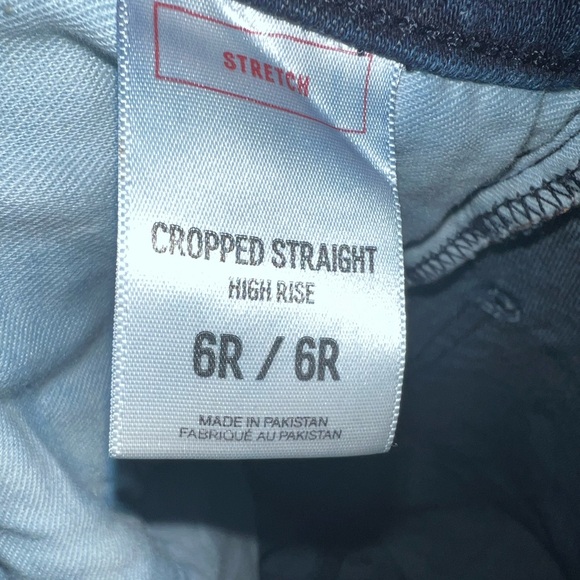 STRETCH
CROPPED STRAIGHT
HIGH RISE
6R / 6R
MADE IN PAKISTAN
FABRIQUÉ AU PAKISTAN